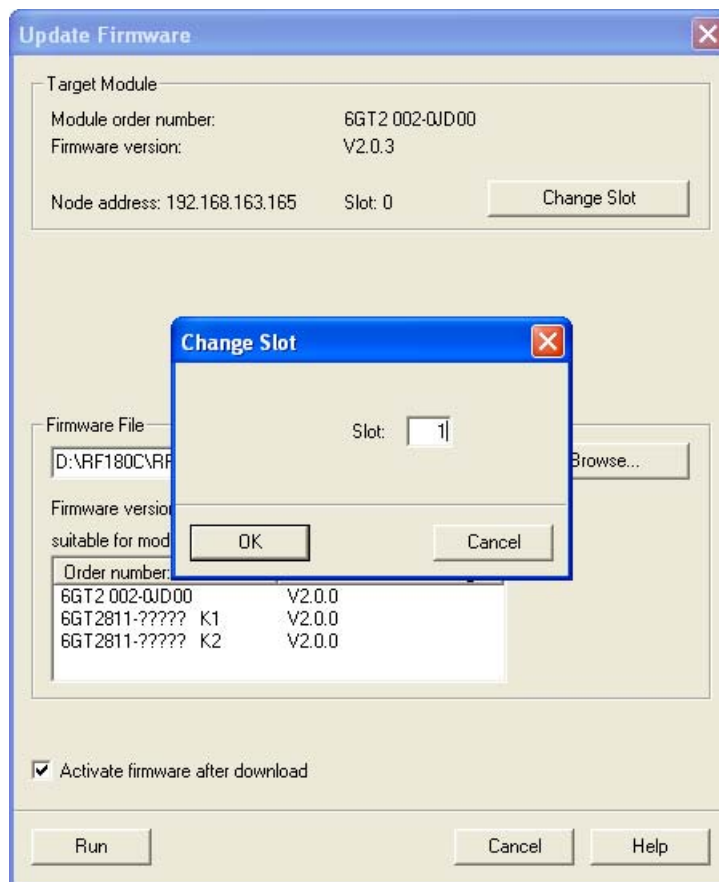 Update Firmware
Target Module
Module order number: 6GT2 002-0JD00
Firmware version: V2.0.3
Node address: 192.168.163.165 Slot: 0 Change Slot
Change Slot
Slot: 1
OK Cancel
Firmware File
D:\RF180C\RF
Browse...
Firmware version
suitable for mod
Order number:
6GT2 002-0JD00 V2.0.0
6GT2811-????? K1 V2.0.0
6GT2811-????? K2 V2.0.0
Activate firmware after download
Run Cancel Help